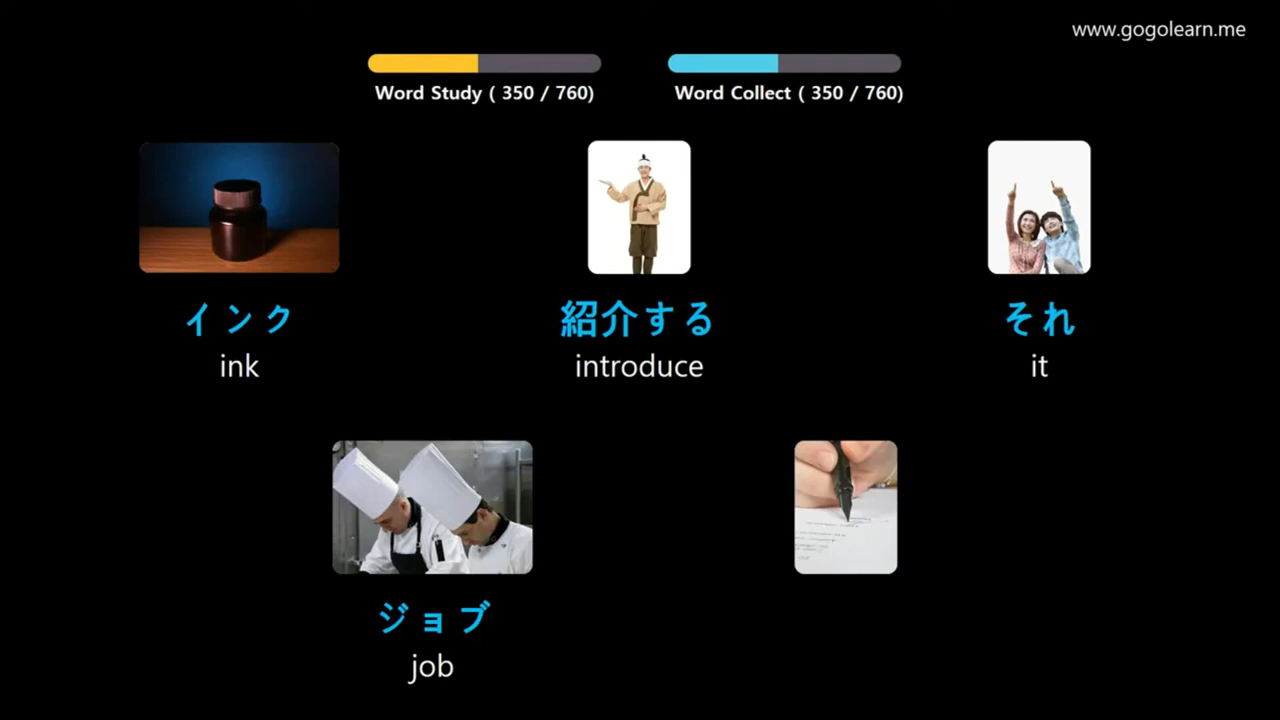 www.gogolearn.me
Word Study ( 350 / 760)
Word Collect ( 350 / 760)
インク
ink
紹介する
introduce
それ
it
ジョブ
job